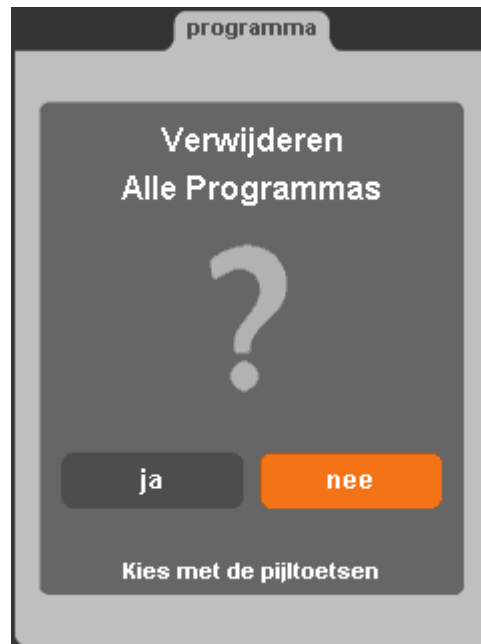 programma
Verwijderen
Alle Programmas
?
ja nee
Kies met de pijltoetsen